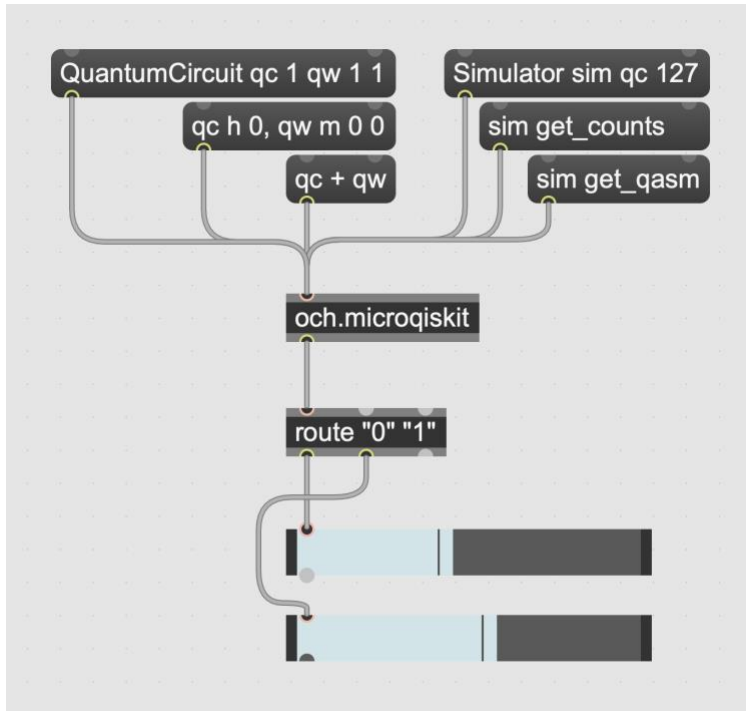 QuantumCircuit qc 1 qw 1 1
Simulator sim qc 127
qc h 0, qw m 0 0
sim get_counts
qc + qw
sim get_qasm
och.microqiskit
route "0" "1"